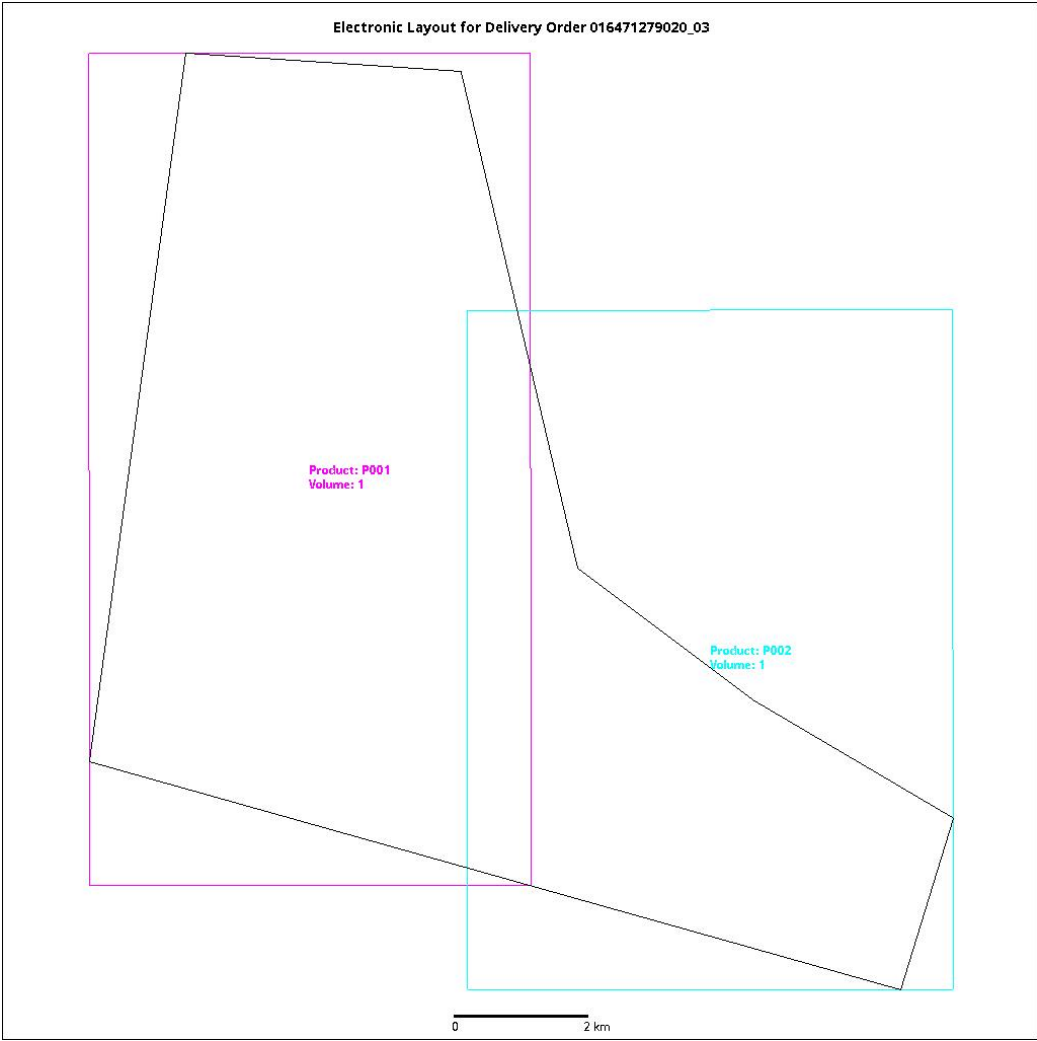 Electronic Layout for Delivery Order 016471279020_03
Product: P001
Volume: 1
Product: P002
Volume: 1
0 2 km